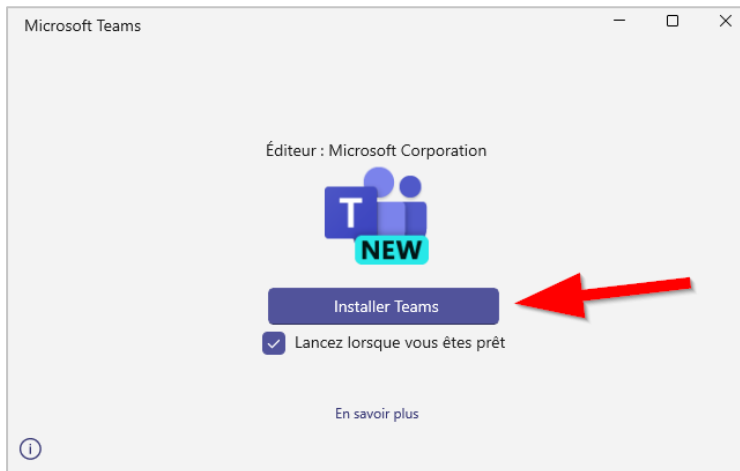 Microsoft Teams
Éditeur : Microsoft Corporation
T
NEW
Installer Teams
Lancez lorsque vous êtes prêt
En savoir plus